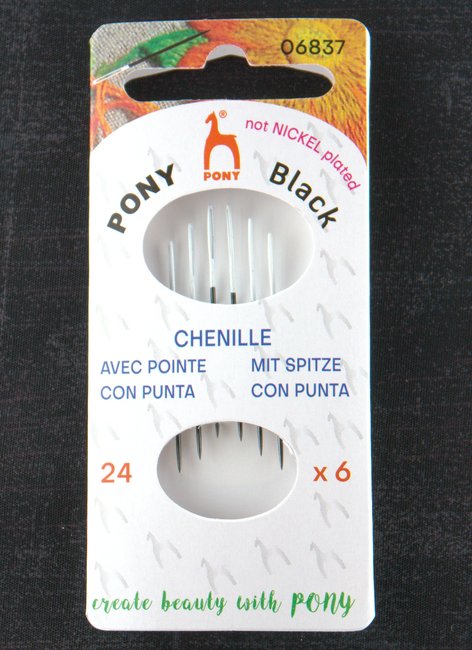 06837
not NICKEL plated
®
PONY
PONY Black
CHENILLE
AVEC POINTE MIT SPITZE
CON PUNTA CON PUNTA
24 x 6
create beauty with PONY